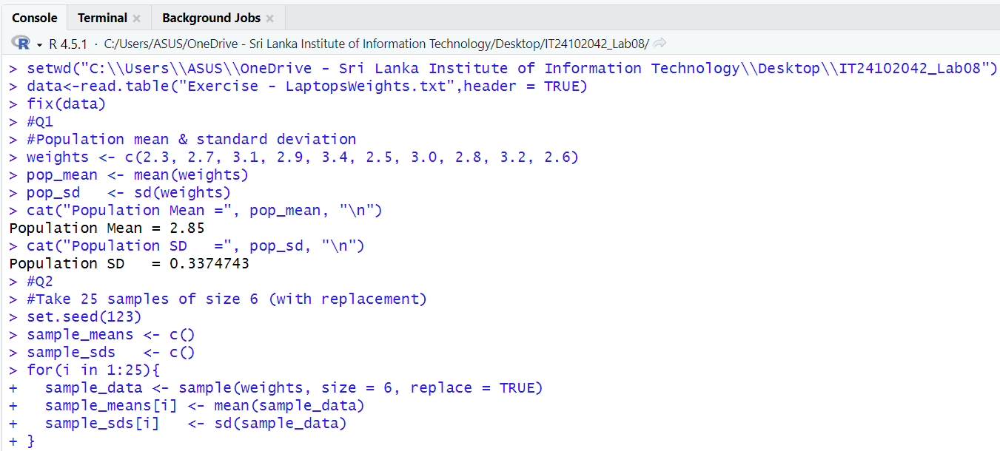 Console Terminal Background Jobs
R R 4.5.1 · C:/Users/ASUS/OneDrive - Sri Lanka Institute of Information Technology/Desktop/IT24102042_Lab08/
> setwd("C:\\Users\\ASUS\\OneDrive - Sri Lanka Institute of Information Technology\\Desktop\\IT24102042_Lab08")
> data<-read.table("Exercise - LaptopsWeights.txt",header = TRUE)
> fix(data)
> #Q1
> #Population mean & standard deviation
> weights <- c(2.3, 2.7, 3.1, 2.9, 3.4, 2.5, 3.0, 2.8, 3.2, 2.6)
> pop_mean <- mean(weights)
> pop_sd   <- sd(weights)
> cat("Population Mean =", pop_mean, "\n")
Population Mean = 2.85
> cat("Population SD   =", pop_sd, "\n")
Population SD   = 0.3374743
> #Q2
> #Take 25 samples of size 6 (with replacement)
> set.seed(123)
> sample_means <- c()
> sample_sds   <- c()
> for(i in 1:25){
+   sample_data <- sample(weights, size = 6, replace = TRUE)
+   sample_means[i] <- mean(sample_data)
+   sample_sds[i]   <- sd(sample_data)
+ }